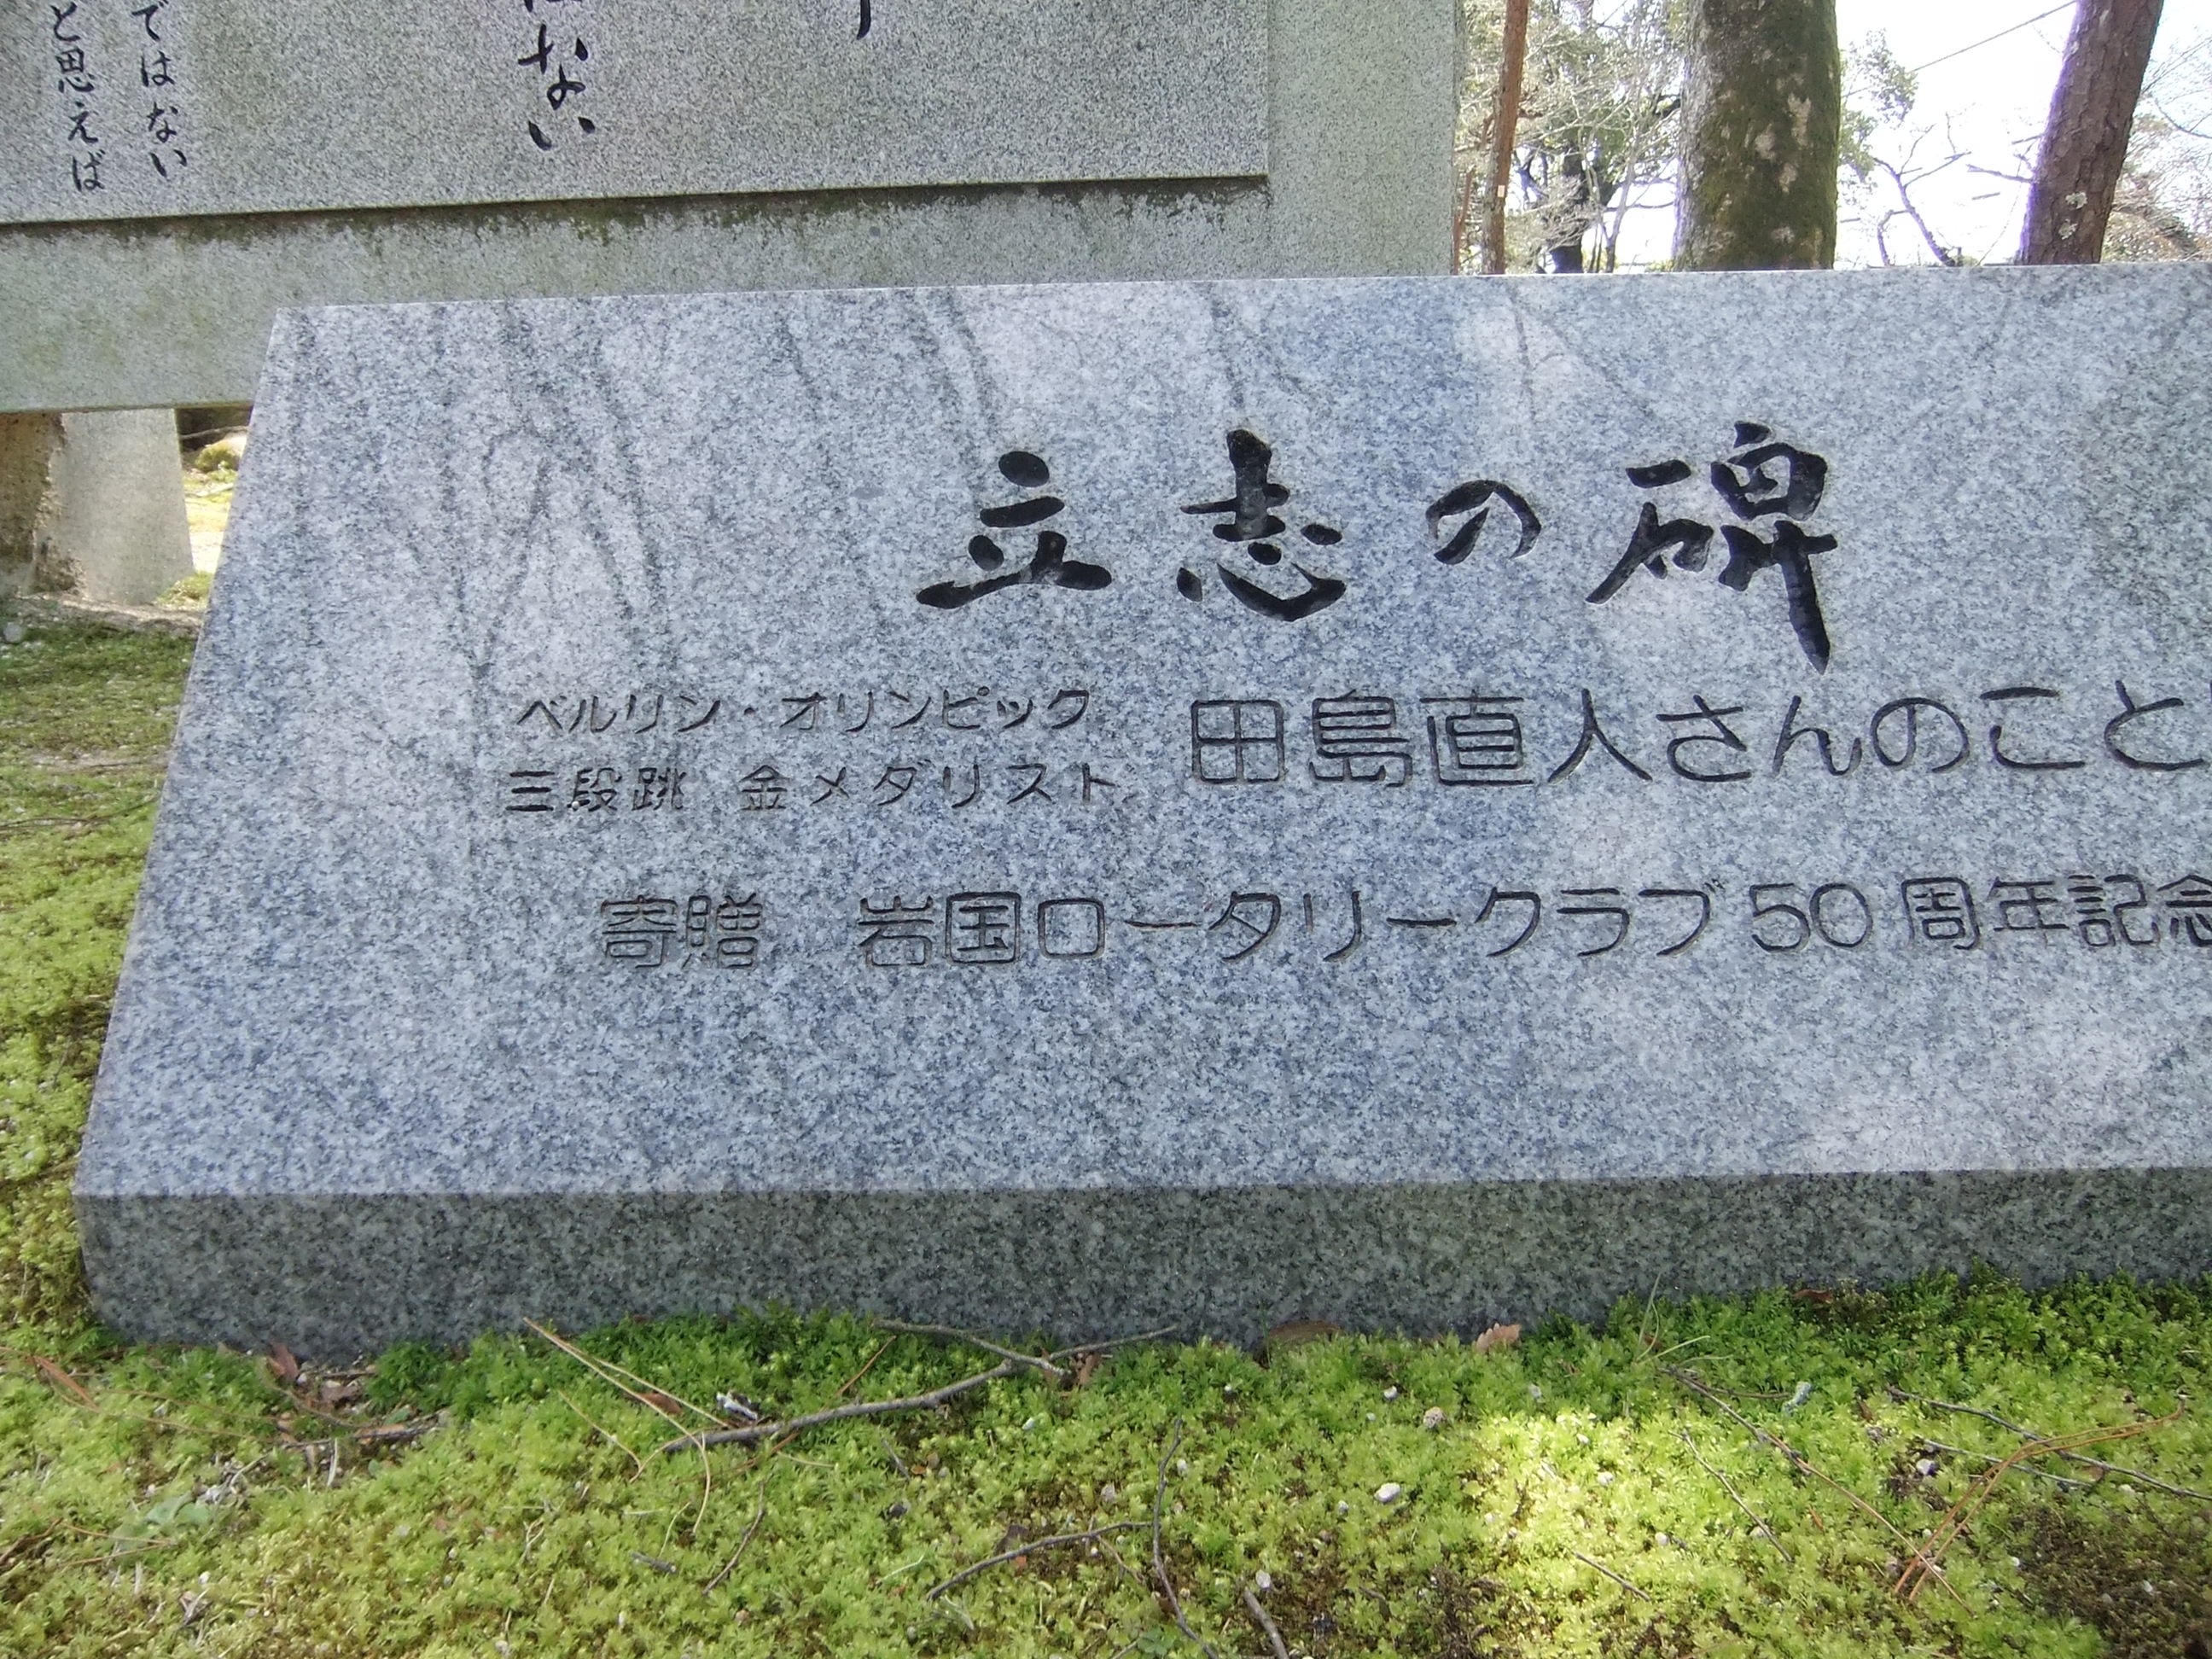 ない
ではない
と思えば
立志の碑
ベルリン・オリンピック
三段跳 金メダリスト
田島直人さんのこと
寄贈 岩国ロータリークラブ50周年記念